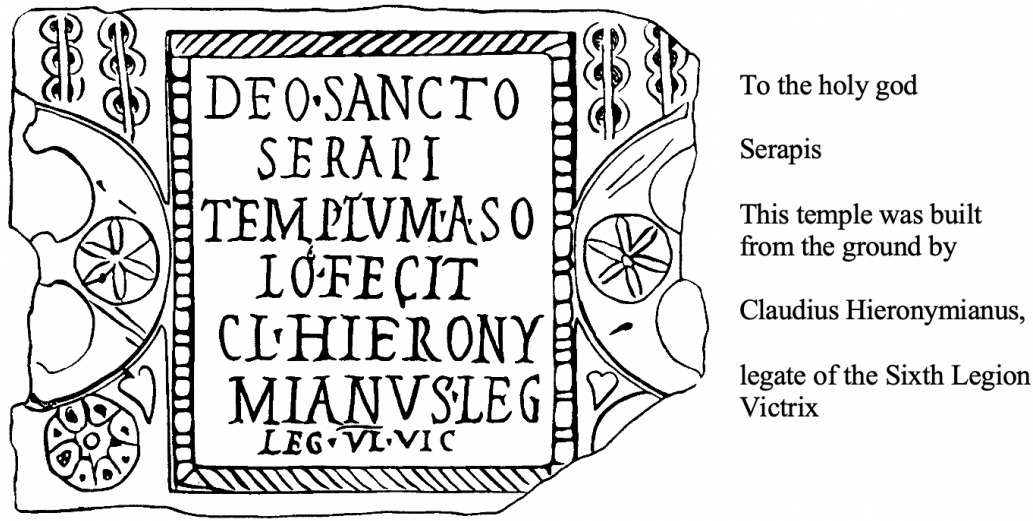 DEO·SANCTO
SERAPI
TEMPLVM·A·SO
LO·FECIT
CL·HIERONY
MIANVS·LEG
LEG·VI·VIC
To the holy god
Serapis
This temple was built
from the ground by
Claudius Hieronymianus,
legate of the Sixth Legion
Victrix